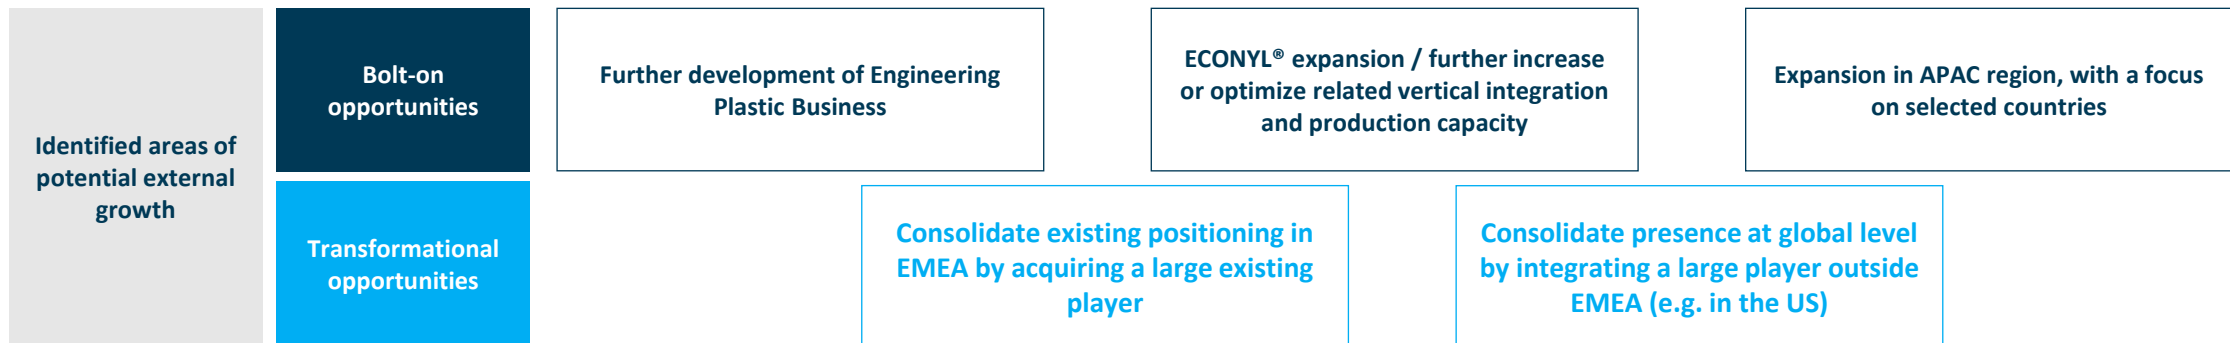 Identified areas of
potential external
growth
Bolt-on
opportunities
Further development of Engineering
Plastic Business
ECONYL® expansion / further increase
or optimize related vertical integration
and production capacity
Expansion in APAC region, with a focus
on selected countries
Transformational
opportunities
Consolidate existing positioning in
EMEA by acquiring a large existing
player
Consolidate presence at global level
by integrating a large player outside
EMEA (e.g. in the US)